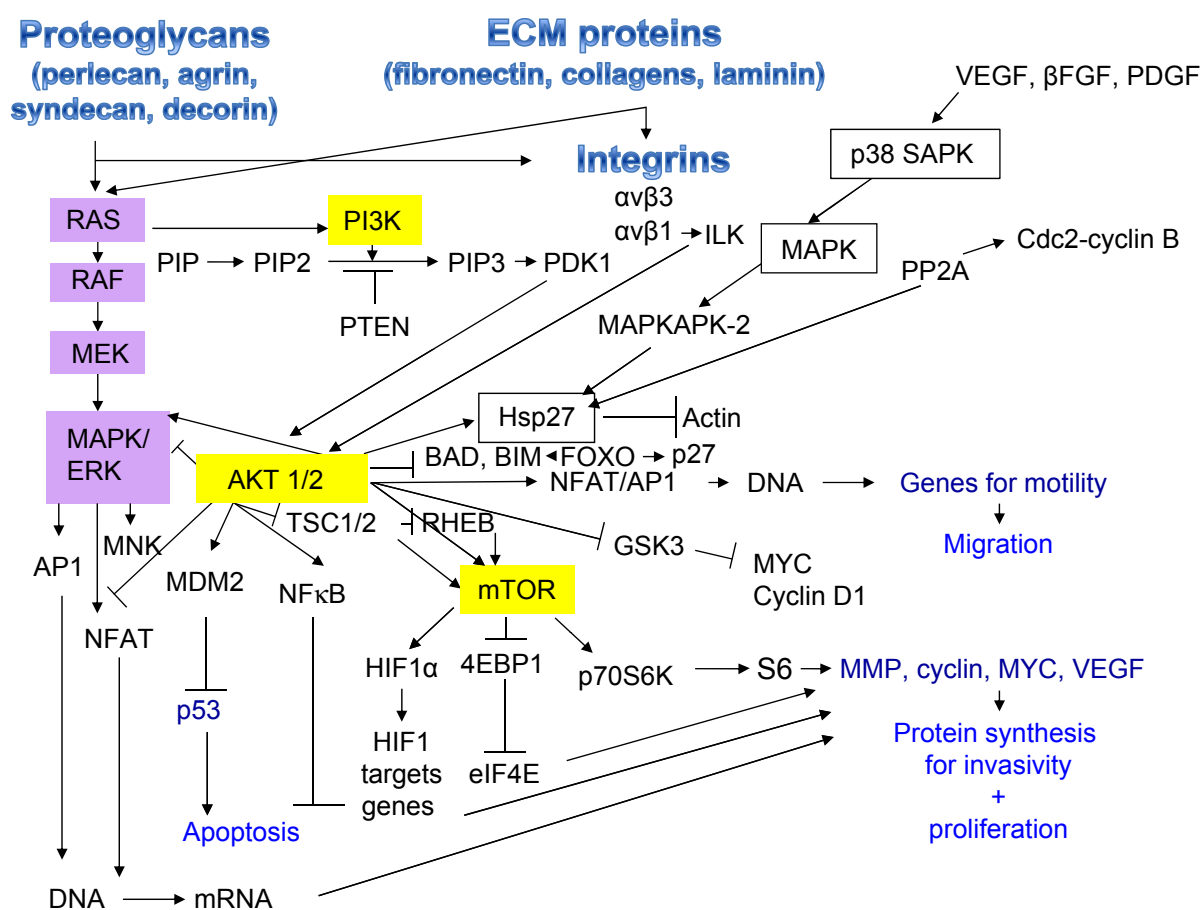 Proteoglycans
(perlecan, agrin,
syndecan, decorin)
ECM proteins
(fibronectin, collagens, laminin)
VEGF, βFGF, PDGF
p38 SAPK
Integrins
αvβ3
αvβ1
ILK
RAS
PI3K
MAPK
Cdc2-cyclin B
PIP
PIP2
PIP3
PDK1
PP2A
RAF
PTEN
MAPKAPK-2
MEK
Hsp27
Actin
MAPK/
ERK
AKT 1/2
BAD, BIM
FOXO
p27
NFAT/AP1
DNA
Genes for motility
TSC1/2
RHEB
GSK3
Migration
MNK
AP1
MDM2
NFκB
mTOR
MYC
Cyclin D1
NFAT
HIF1α
4EBP1
p70S6K
S6
MMP, cyclin, MYC, VEGF
p53
HIF1
targets
genes
eIF4E
Protein synthesis
for invasivity
+
proliferation
Apoptosis
DNA
mRNA